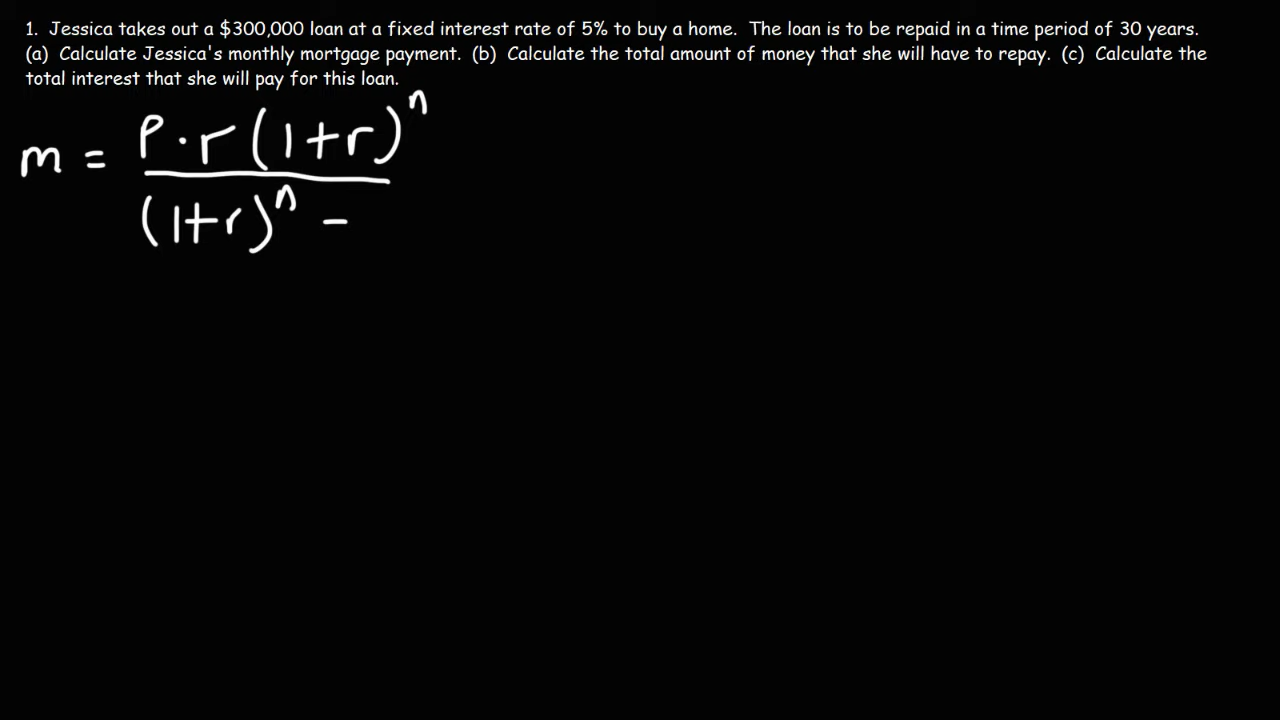 1. Jessica takes out a $300,000 loan at a fixed interest rate of 5% to buy a home. The loan is to be repaid in a time period of 30 years.
(a) Calculate Jessica's monthly mortgage payment. (b) Calculate the total amount of money that she will have to repay. (c) Calculate the
total interest that she will pay for this loan.
m = P · r (1+r)^n
(1+r)^n -